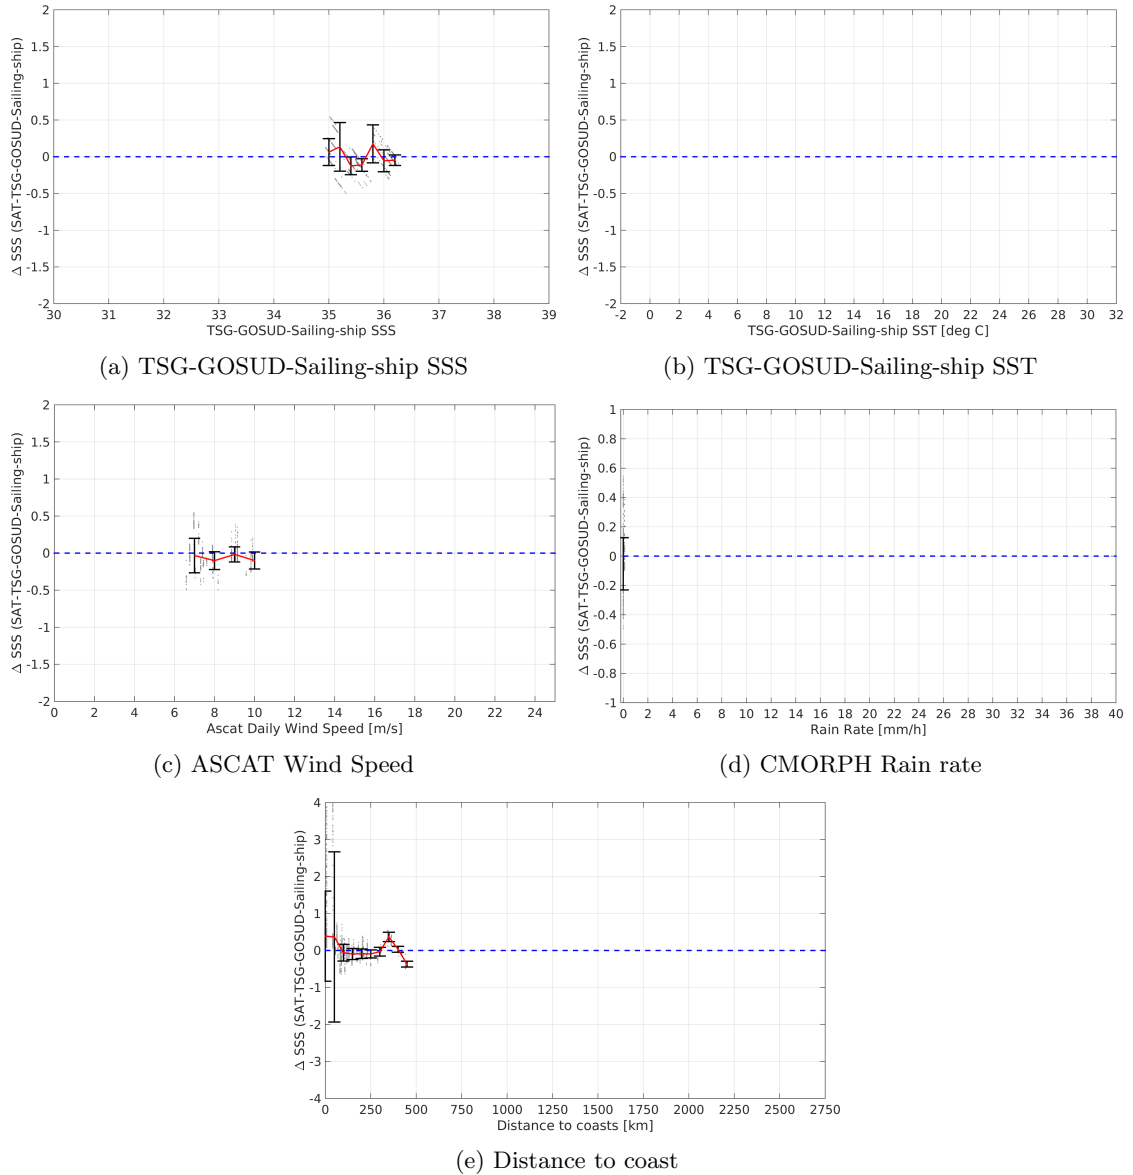 Δ SSS (SAT-TSG-GOSUD-Sailing-ship)
2
1.5
1
0.5
0
-0.5
-1
-1.5
-2
30 31 32 33 34 35 36 37 38 39
TSG-GOSUD-Sailing-ship SSS
(a) TSG-GOSUD-Sailing-ship SSS
Δ SSS (SAT-TSG-GOSUD-Sailing-ship)
2
1.5
1
0.5
0
-0.5
-1
-1.5
-2
-2 0 2 4 6 8 10 12 14 16 18 20 22 24 26 28 30 32
TSG-GOSUD-Sailing-ship SST [deg C]
(b) TSG-GOSUD-Sailing-ship SST
Δ SSS (SAT-TSG-GOSUD-Sailing-ship)
2
1.5
1
0.5
0
-0.5
-1
-1.5
-2
0 2 4 6 8 10 12 14 16 18 20 22 24
Ascat Daily Wind Speed [m/s]
(c) ASCAT Wind Speed
Δ SSS (SAT-TSG-GOSUD-Sailing-ship)
1
0.8
0.6
0.4
0.2
0
-0.2
-0.4
-0.6
-0.8
-1
0 2 4 6 8 10 12 14 16 18 20 22 24 26 28 30 32 34 36 38 40
Rain Rate [mm/h]
(d) CMORPH Rain rate
Δ SSS (SAT-TSG-GOSUD-Sailing-ship)
4
3
2
1
0
-1
-2
-3
-4
0 250 500 750 1000 1250 1500 1750 2000 2250 2500 2750
Distance to coasts [km]
(e) Distance to coast